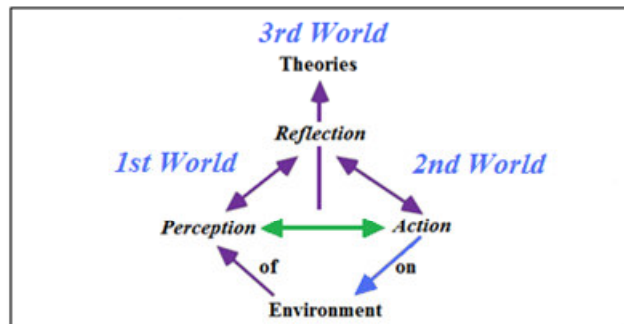 3rd World
Theories
Reflection
1st World
2nd World
Perception
Action
of
on
Environment